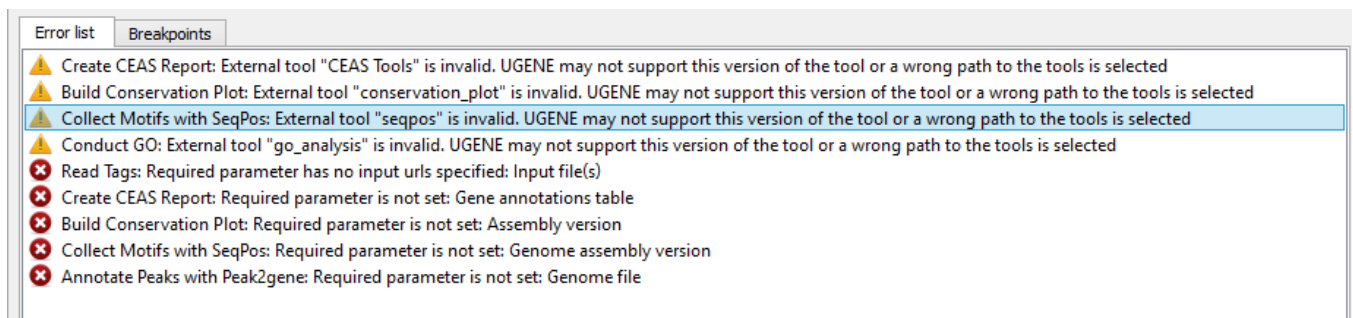 Error list
Breakpoints
Create CEAS Report: External tool "CEAS Tools" is invalid. UGENE may not support this version of the tool or a wrong path to the tools is selected
Build Conservation Plot: External tool "conservation_plot" is invalid. UGENE may not support this version of the tool or a wrong path to the tools is selected
Collect Motifs with SeqPos: External tool "seqpos" is invalid. UGENE may not support this version of the tool or a wrong path to the tools is selected
Conduct GO: External tool "go_analysis" is invalid. UGENE may not support this version of the tool or a wrong path to the tools is selected
Read Tags: Required parameter has no input urls specified: Input file(s)
Create CEAS Report: Required parameter is not set: Gene annotations table
Build Conservation Plot: Required parameter is not set: Assembly version
Collect Motifs with SeqPos: Required parameter is not set: Genome assembly version
Annotate Peaks with Peak2gene: Required parameter is not set: Genome file